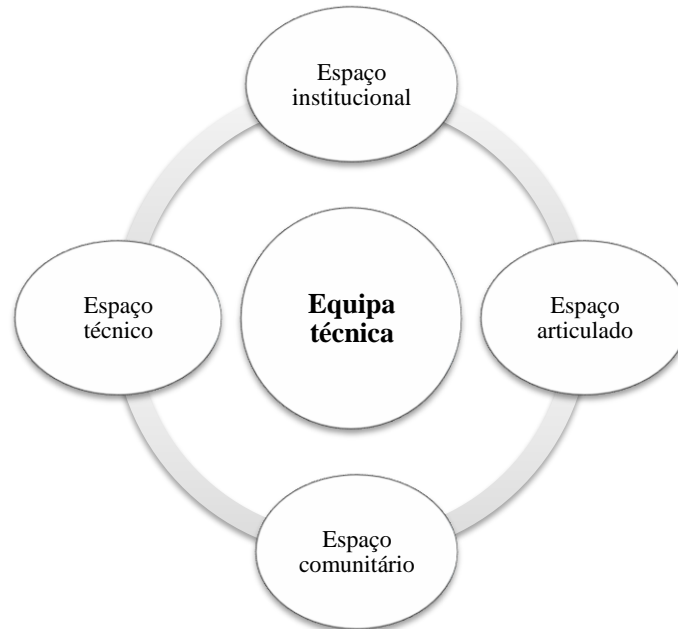 Espaço
institucional
Espaço
técnico
Equipa
técnica
Espaço
articulado
Espaço
comunitário